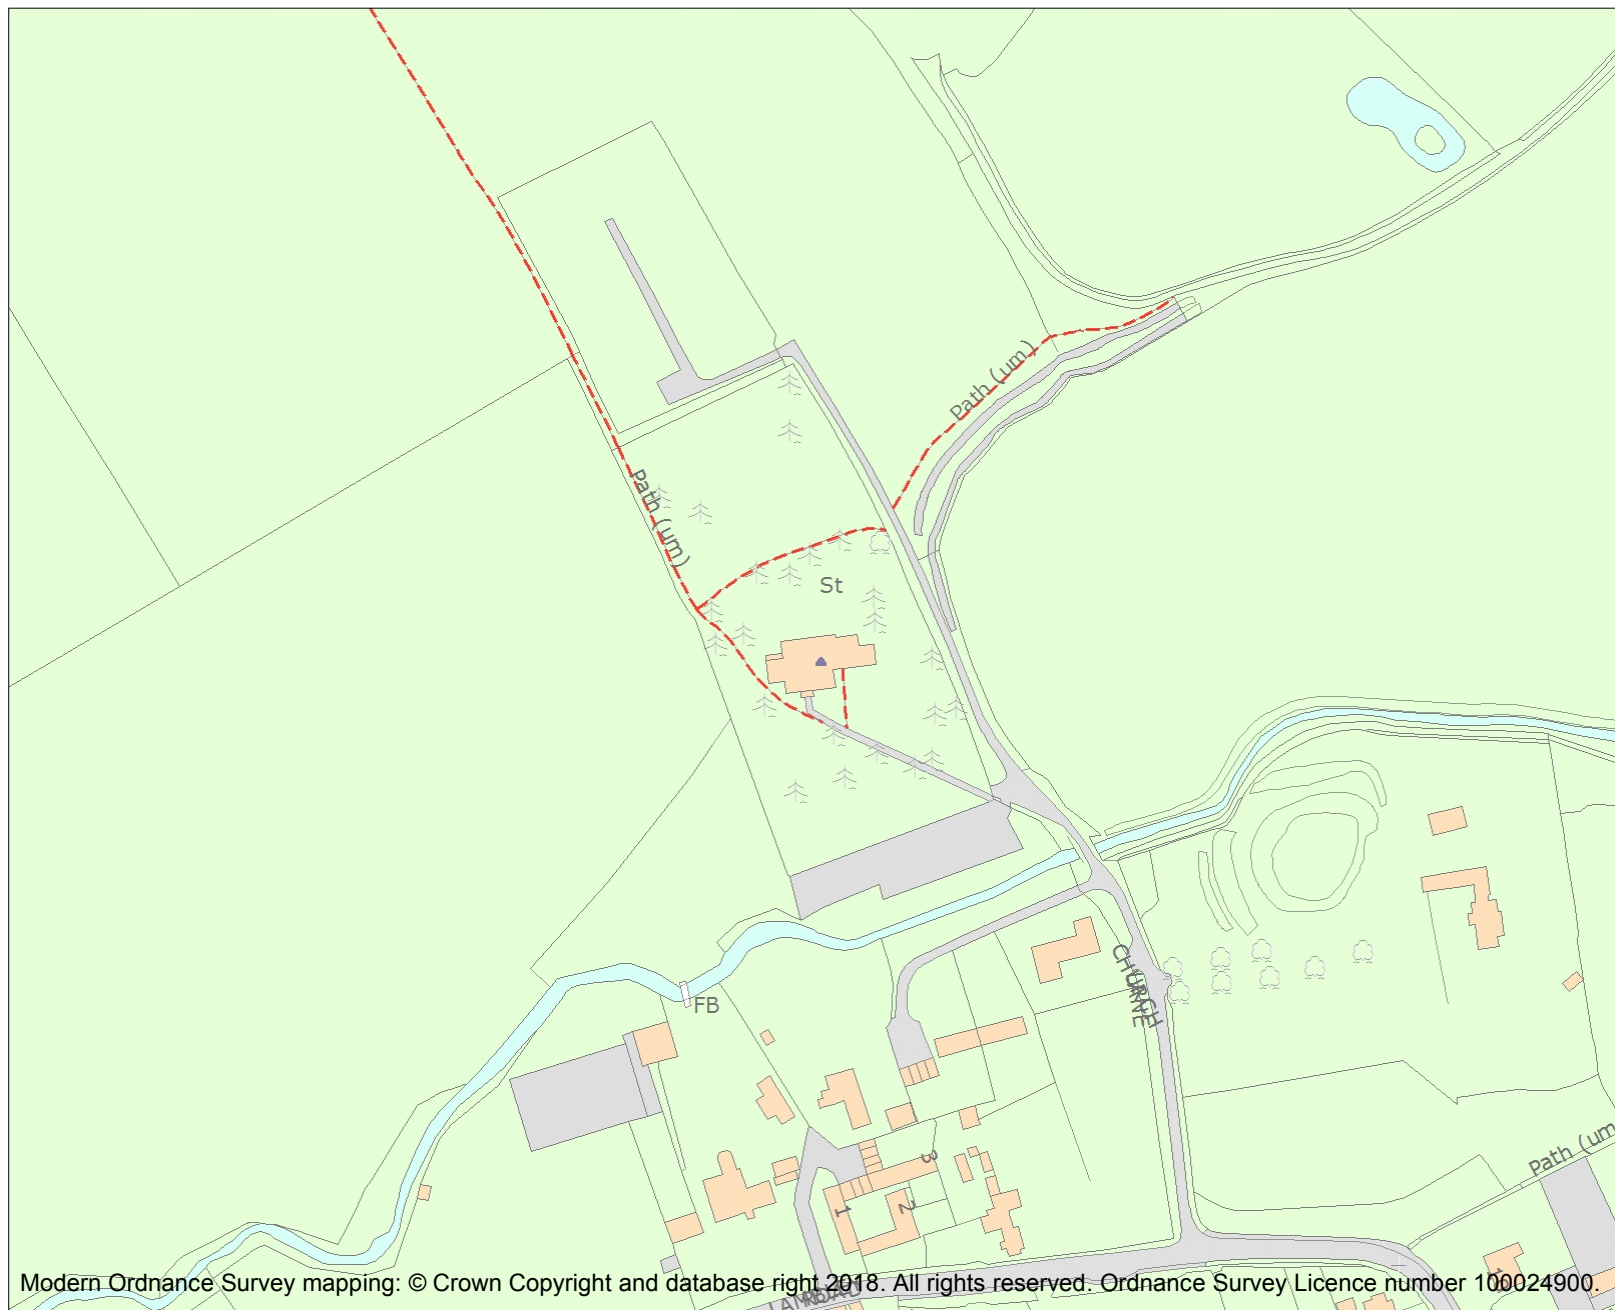 Path (um)
Path (um)
St
FB
CHURCH
LANE
3
2
1
Path (um
Modern Ordnance Survey mapping: © Crown Copyright and database right 2018. All rights reserved. Ordnance Survey Licence number 100024900.